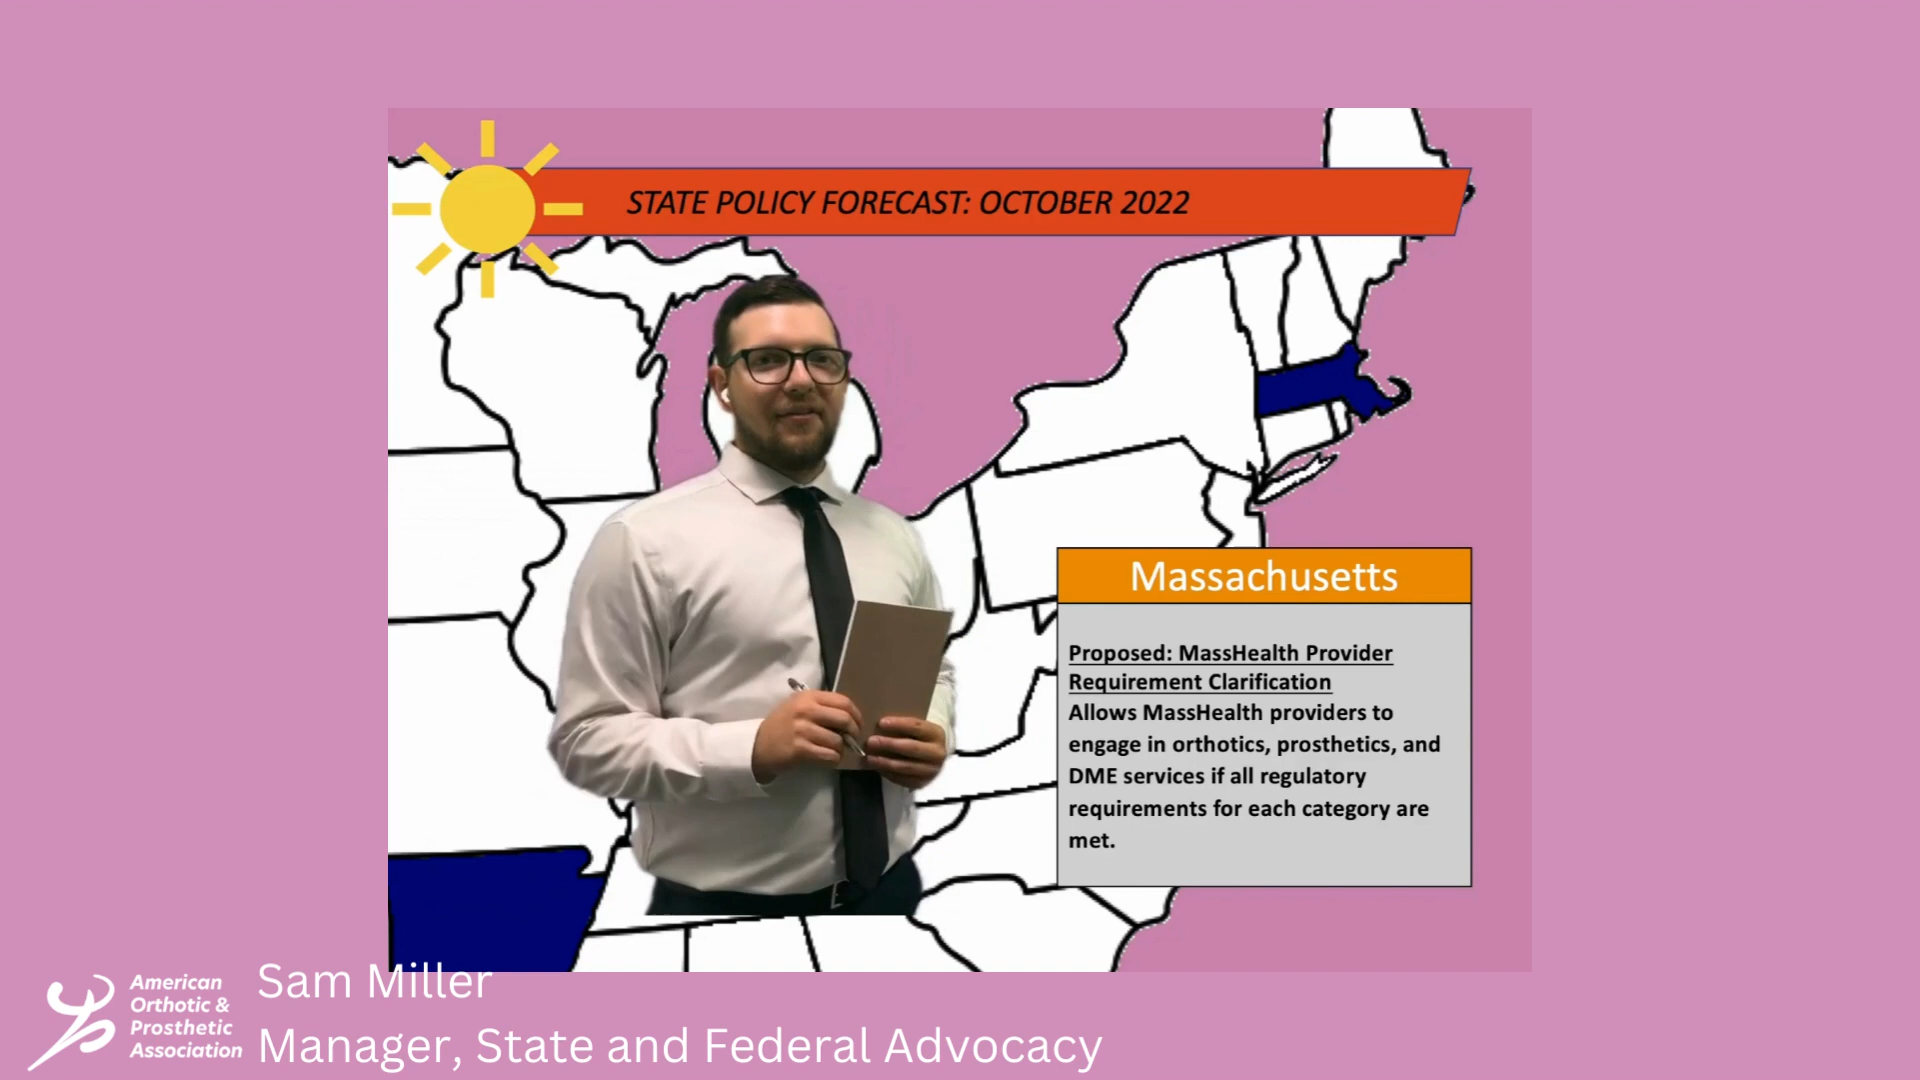 STATE POLICY FORECAST: OCTOBER 2022
Massachusetts
Proposed: MassHealth Provider
Requirement Clarification
Allows MassHealth providers to
engage in orthotics, prosthetics, and
DME services if all regulatory
requirements for each category are
met.
American
Orthotic &
Prosthetic
Association
Sam Miller
Manager, State and Federal Advocacy